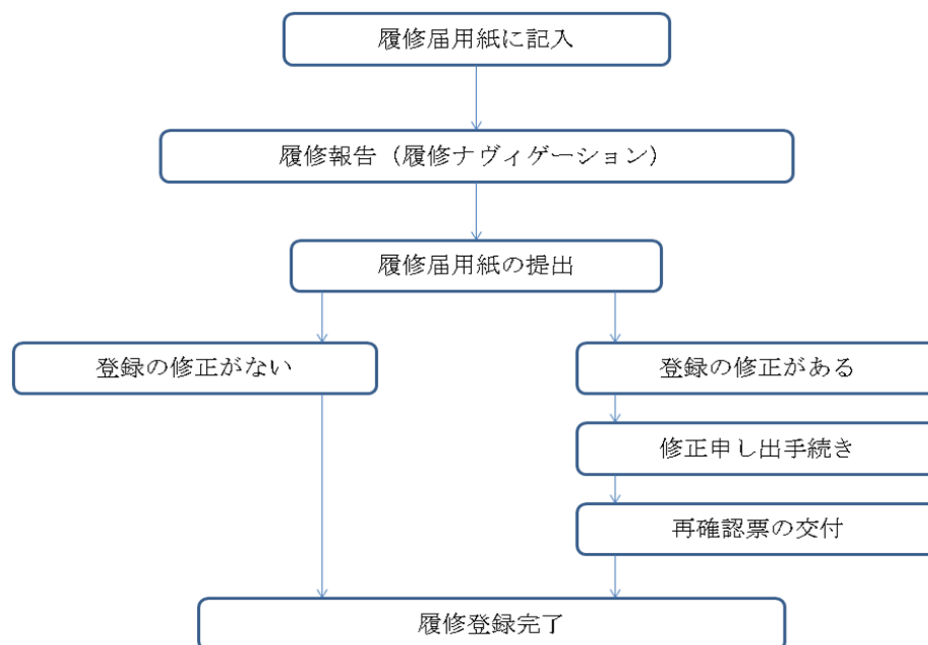 履修届用紙に記入
履修報告（履修ナヴィゲーション）
履修届用紙の提出
登録の修正がない
登録の修正がある
修正申し出手続き
再確認票の交付
履修登録完了